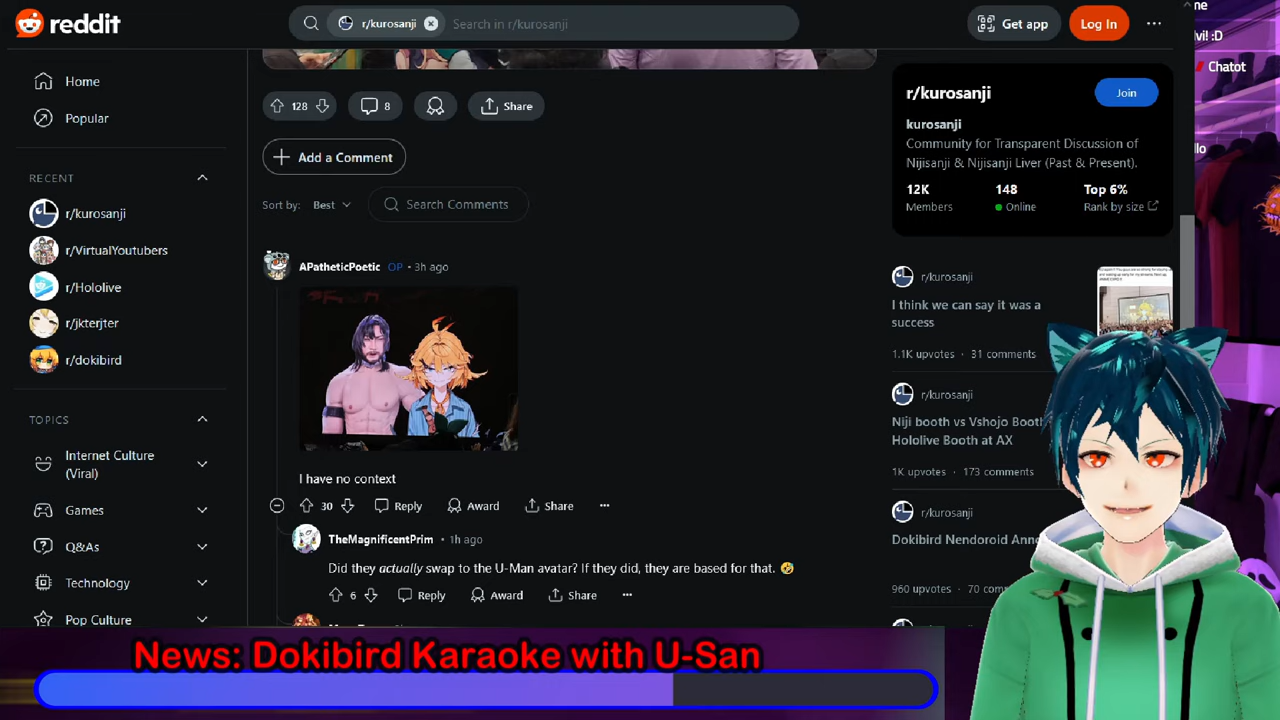 reddit
r/kurosanji
Search in r/kurosanji
Get app
Log In
Home
Popular
RECENT
r/kurosanji
r/VirtualYoutubers
r/Hololive
r/jkterjter
r/dokibird
TOPICS
Internet Culture
(Viral)
Games
Q&As
Technology
Pop Culture
128
8
Share
Add a Comment
Sort by:
Best
Search Comments
APatheticPoetic OP • 3h ago
I have no context
30
Reply
Award
Share
TheMagnificentPrim • 1h ago
Did they actually swap to the U-Man avatar? If they did, they are based for that. 🤣
6
Reply
Award
Share
r/kurosanji
Join
kurosanji
Community for Transparent Discussion of
Nijisanji & Nijisanji Liver (Past & Present).
12K
148
Top 6%
Members
Online
Rank by size
r/kurosanji
I think we can say it was a
success
1.1K upvotes · 31 comments
r/kurosanji
Niji booth vs Vshojo Booth
Hololive Booth at AX
1K upvotes · 173 comments
r/kurosanji
Dokibird Nendoroid
960 upvotes · 70
Chatot
News: Dokibird Karaoke with U-San